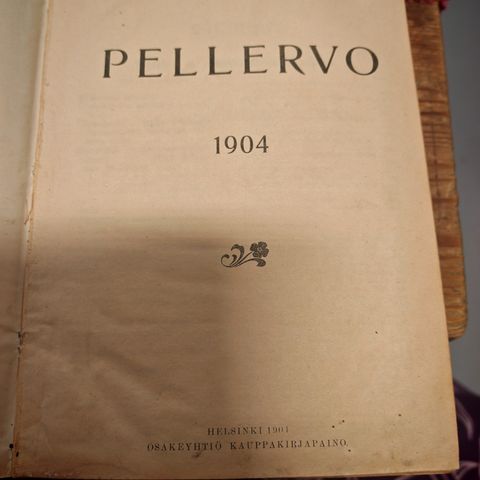 PELLERVO
1904
HELSINKI 1904
OSAKEYHTIÖ KAUPPAKIRJAPAINO.